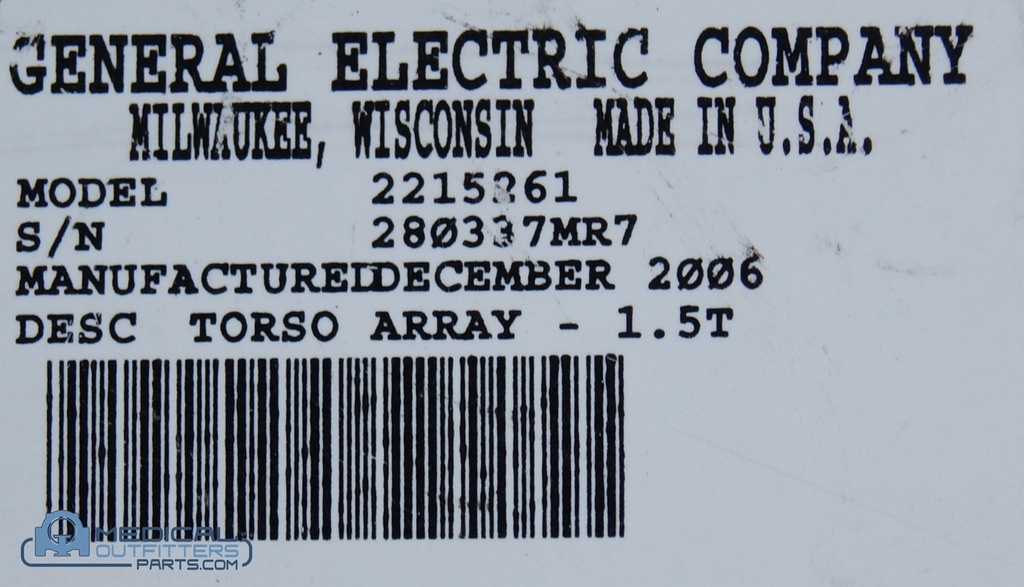 GENERAL ELECTRIC COMPANY
MILWAUKEE, WISCONSIN MADE IN U.S.A.
MODEL 2215261
S/N 280337MR7
MANUFACTUREDDECEMBER 2006
DESC TORSO ARRAY - 1.5T
MEDICAL
OUTFITTERS
PARTS.COM